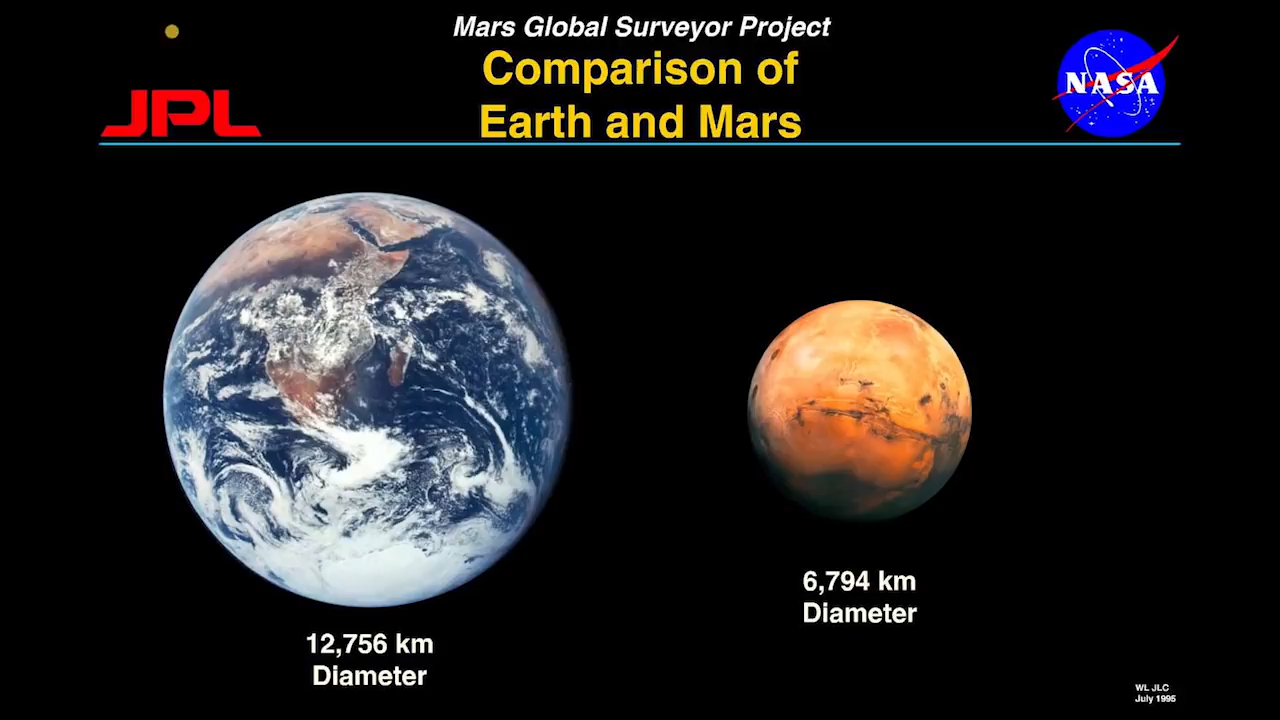 Mars Global Surveyor Project
Comparison of
Earth and Mars
JPL
NASA
12,756 km
Diameter
6,794 km
Diameter
WL JLC
July 1995